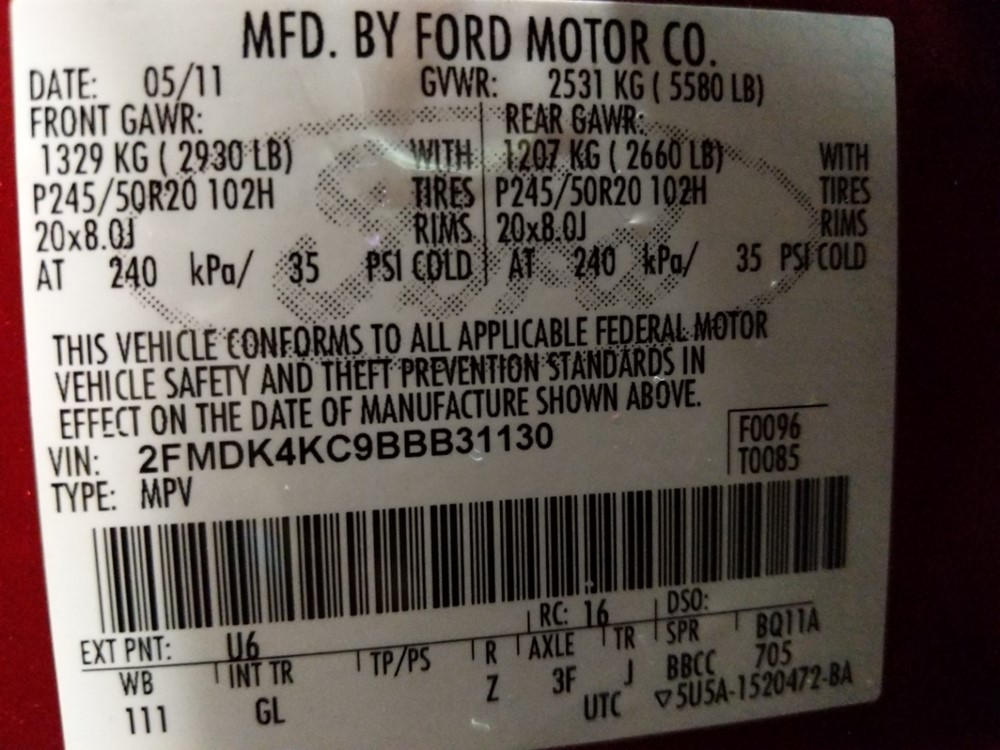 MFD. BY FORD MOTOR CO.
DATE: 05/11 GVWR: 2531 KG ( 5580 LB)
FRONT GAWR: REAR GAWR:
1329 KG ( 2930 LB) WITH 1207 KG ( 2660 LB) WITH
P245/50R20 102H TIRES P245/50R20 102H TIRES
20x8.0J RIMS 20x8.0J RIMS
AT 240 kPa/ 35 PSI COLD AT 240 kPa/ 35 PSI COLD
THIS VEHICLE CONFORMS TO ALL APPLICABLE FEDERAL MOTOR
VEHICLE SAFETY AND THEFT PREVENTION STANDARDS IN
EFFECT ON THE DATE OF MANUFACTURE SHOWN ABOVE.
VIN: 2FMDK4KC9BBB31130 F0096
TYPE: MPV T0085
EXT PNT: U6 RC: 16 DSO:
WB INT TR TP/PS R AXLE TR SPR BQ11A
111 GL Z 3F J BBCC 705
UTC ▽5U5A-1520472-BA
Ford